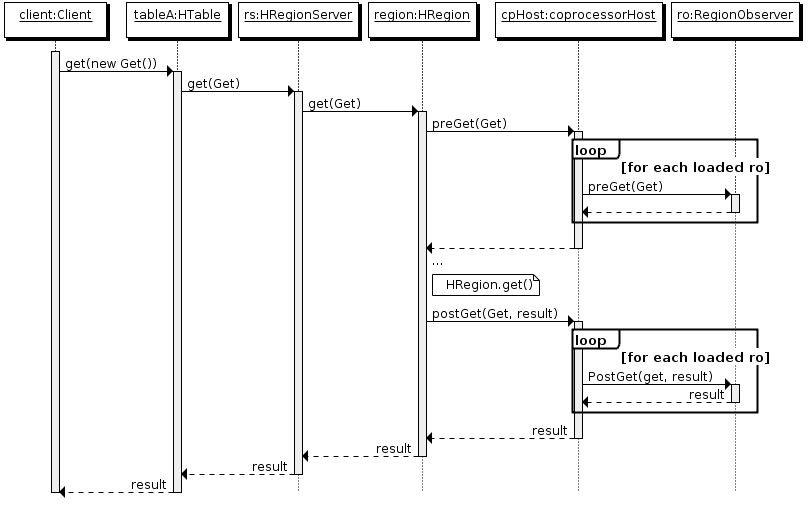 client:Client
tableA:HTable
rs:HRegionServer
region:HRegion
cpHost:coprocessorHost
ro:RegionObserver
get(new Get())
get(Get)
get(Get)
preGet(Get)
loop
[for each loaded ro]
preGet(Get)
...
HRegion.get()
postGet(Get, result)
loop
[for each loaded ro]
PostGet(get, result)
result
result
result
result
result